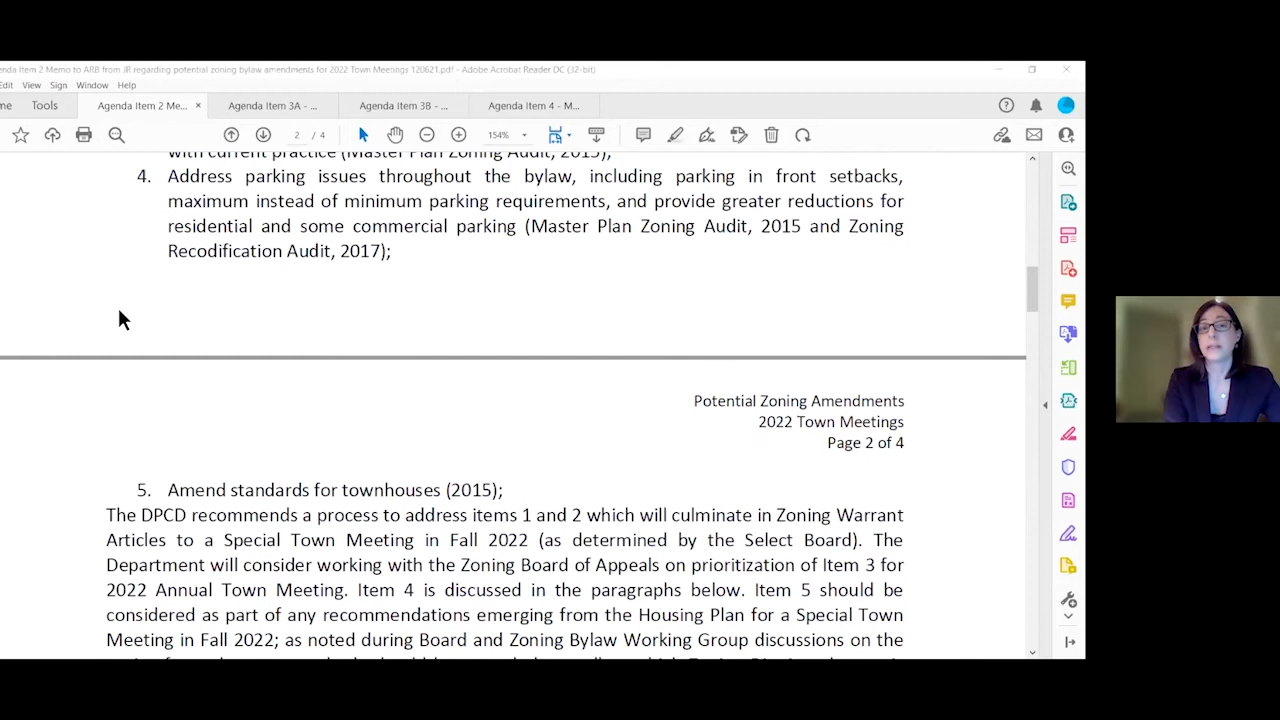 enda Item 2 Memo to ARB from JR regarding potential zoning bylaw amendments for 2022 Town Meetings 120621.pdf - Adobe Acrobat Reader DC (32-bit)
Edit View Sign Window Help
me Tools Agenda Item 2 Me... × Agenda Item 3A - ... Agenda Item 3B - ... Agenda Item 4 - M...
2 / 4 154%
with current practice (Master Plan Zoning Audit, 2015);
4. Address parking issues throughout the bylaw, including parking in front setbacks,
maximum instead of minimum parking requirements, and provide greater reductions for
residential and some commercial parking (Master Plan Zoning Audit, 2015 and Zoning
Recodification Audit, 2017);
Potential Zoning Amendments
2022 Town Meetings
Page 2 of 4
5. Amend standards for townhouses (2015);
The DPCD recommends a process to address items 1 and 2 which will culminate in Zoning Warrant
Articles to a Special Town Meeting in Fall 2022 (as determined by the Select Board). The
Department will consider working with the Zoning Board of Appeals on prioritization of Item 3 for
2022 Annual Town Meeting. Item 4 is discussed in the paragraphs below. Item 5 should be
considered as part of any recommendations emerging from the Housing Plan for a Special Town
Meeting in Fall 2022; as noted during Board and Zoning Bylaw Working Group discussions on the